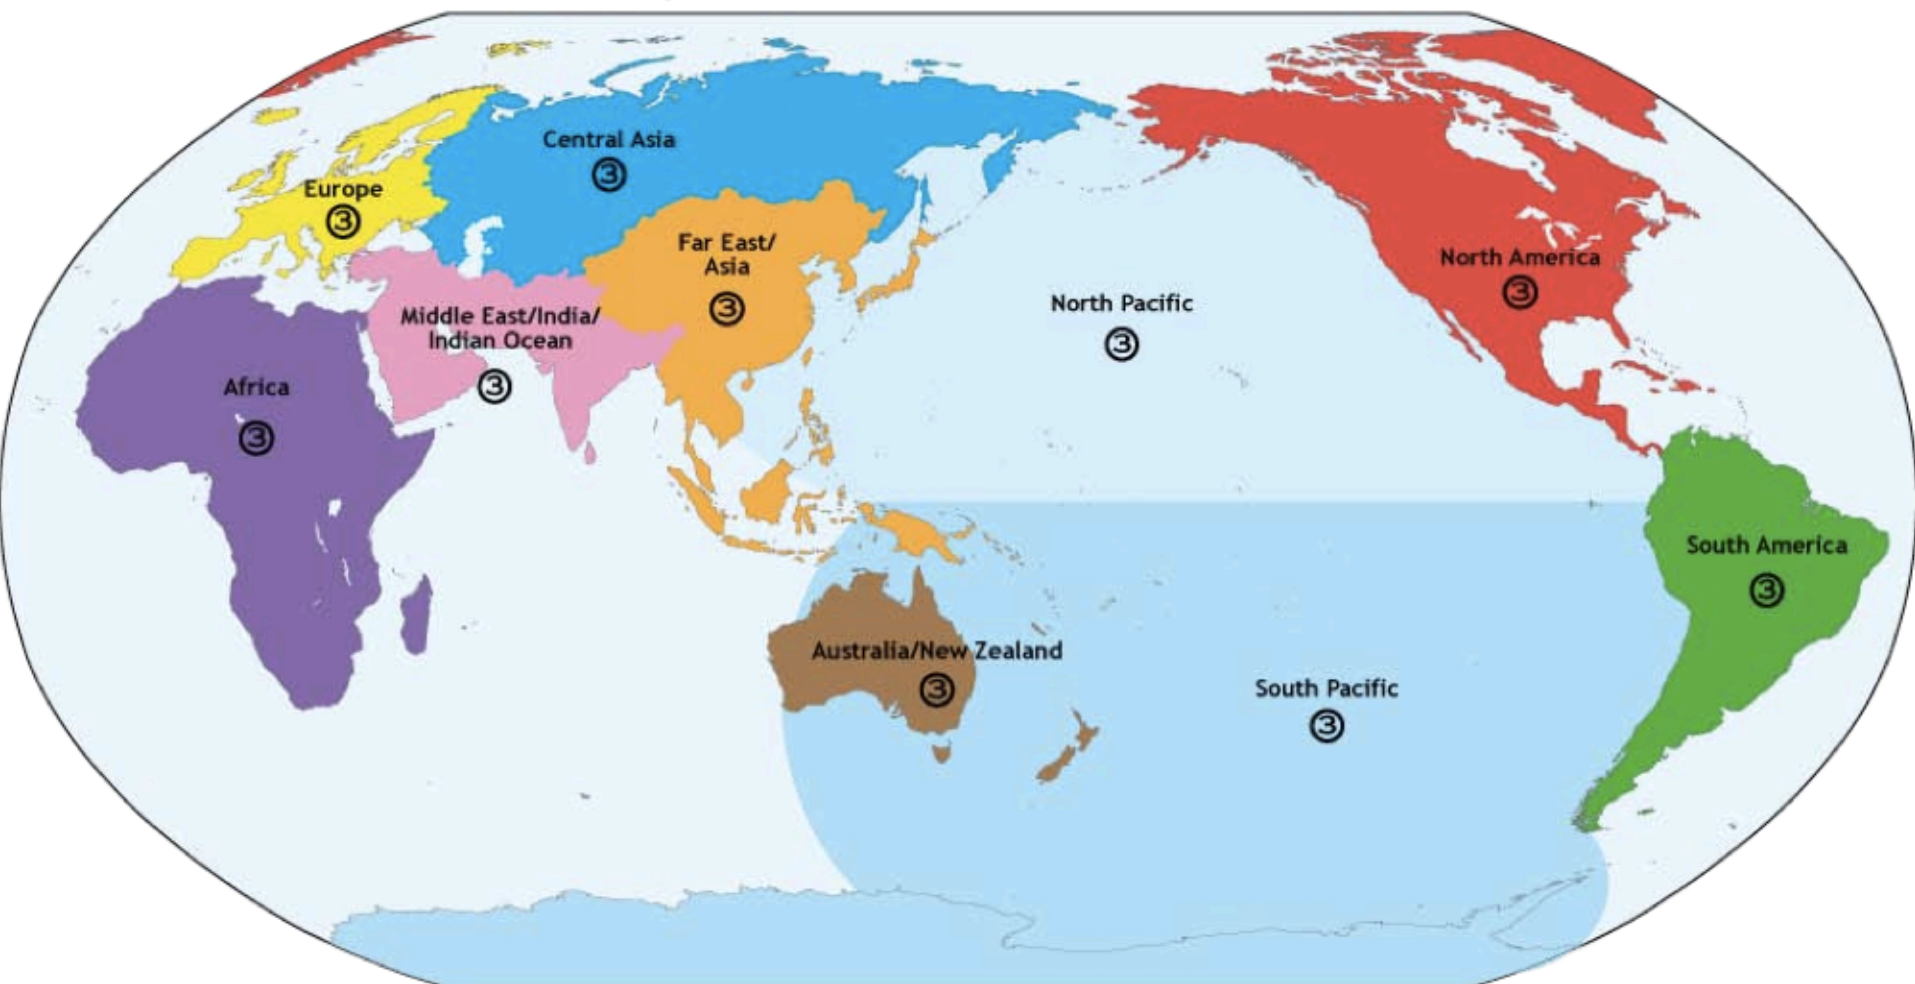 Central Asia
③
Europe
③
Far East/
Asia
③
North America
③
North Pacific
③
Middle East/India/
Indian Ocean
③
Africa
③
South America
③
Australia/New Zealand
③
South Pacific
③